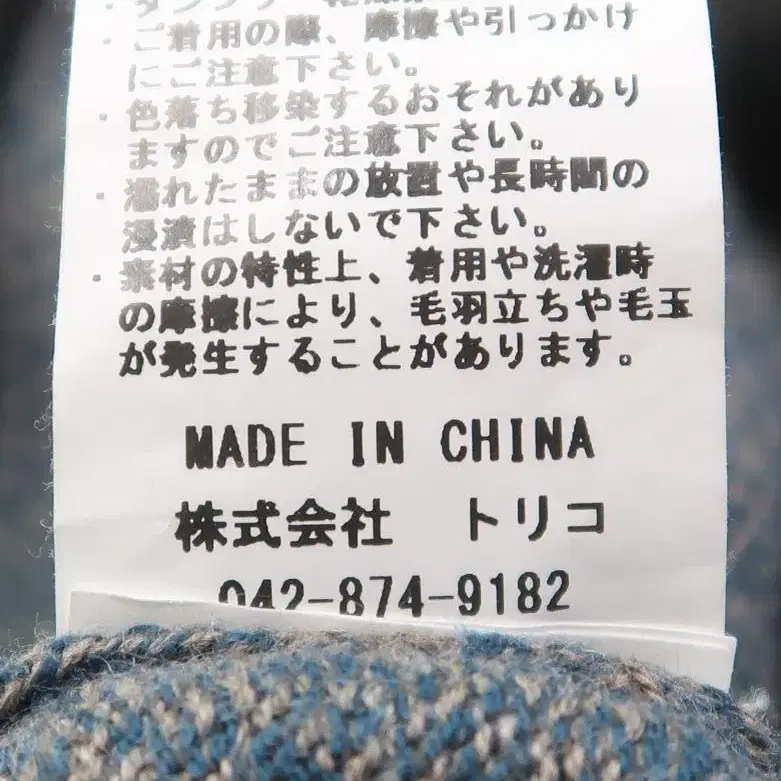 ・ご着用の際、摩擦や引っかけ
にご注意下さい。
・色落ち移染するおそれがあり
ますのでご注意下さい。
・濡れたままの放置や長時間の
浸漬はしないで下さい。
・素材の特性上、着用や洗濯時
の摩擦により、毛羽立ちや毛玉
が発生することがあります。
MADE IN CHINA
株式会社 トリコ
042-874-9182